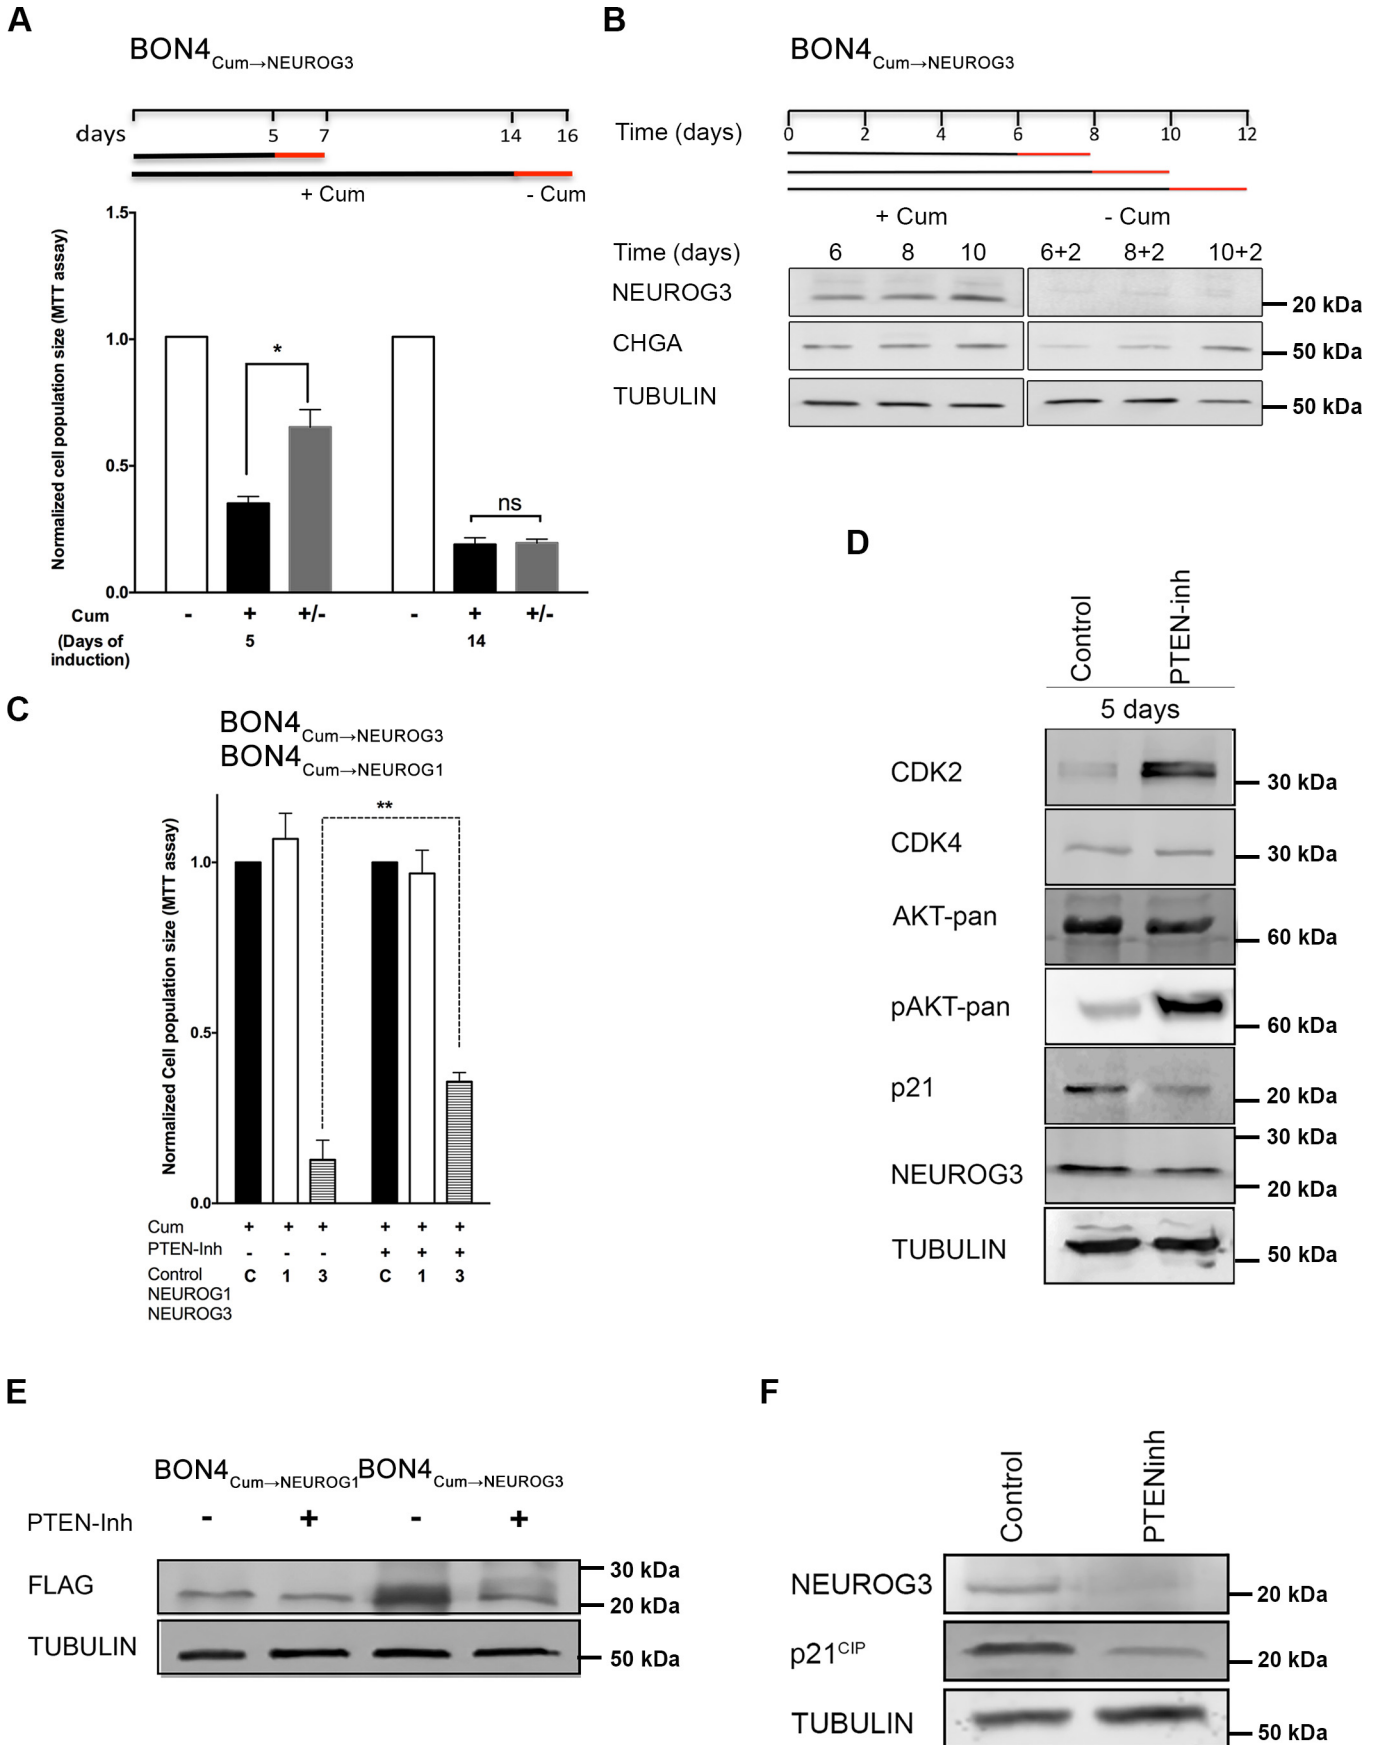 A
BON4Cum→NEUROG3
days 5 7 14 16
+ Cum - Cum
Normalized cell population size (MTT assay)
1.5
1.0
0.5
0.0
*
ns
Cum - + +/- - + +/-
(Days of 5 14
induction)
B
BON4Cum→NEUROG3
Time (days) 0 2 4 6 8 10 12
+ Cum - Cum
Time (days) 6 8 10 6+2 8+2 10+2
NEUROG3 20 kDa
CHGA 50 kDa
TUBULIN 50 kDa
C
BON4Cum→NEUROG3
BON4Cum→NEUROG1
Normalized Cell population size (MTT assay)
1.0
0.5
0.0
**
Cum + + + + + +
PTEN-Inh - - - + + +
Control C 1 3 C 1 3
NEUROG1
NEUROG3
D
Control PTEN-inh
5 days
CDK2 30 kDa
CDK4 30 kDa
AKT-pan 60 kDa
pAKT-pan 60 kDa
p21 20 kDa
30 kDa
NEUROG3 20 kDa
TUBULIN 50 kDa
E
BON4Cum→NEUROG1 BON4Cum→NEUROG3
PTEN-Inh - + - +
30 kDa
FLAG 20 kDa
TUBULIN 50 kDa
F
Control PTENinh
NEUROG3 20 kDa
p21CIP 20 kDa
TUBULIN 50 kDa